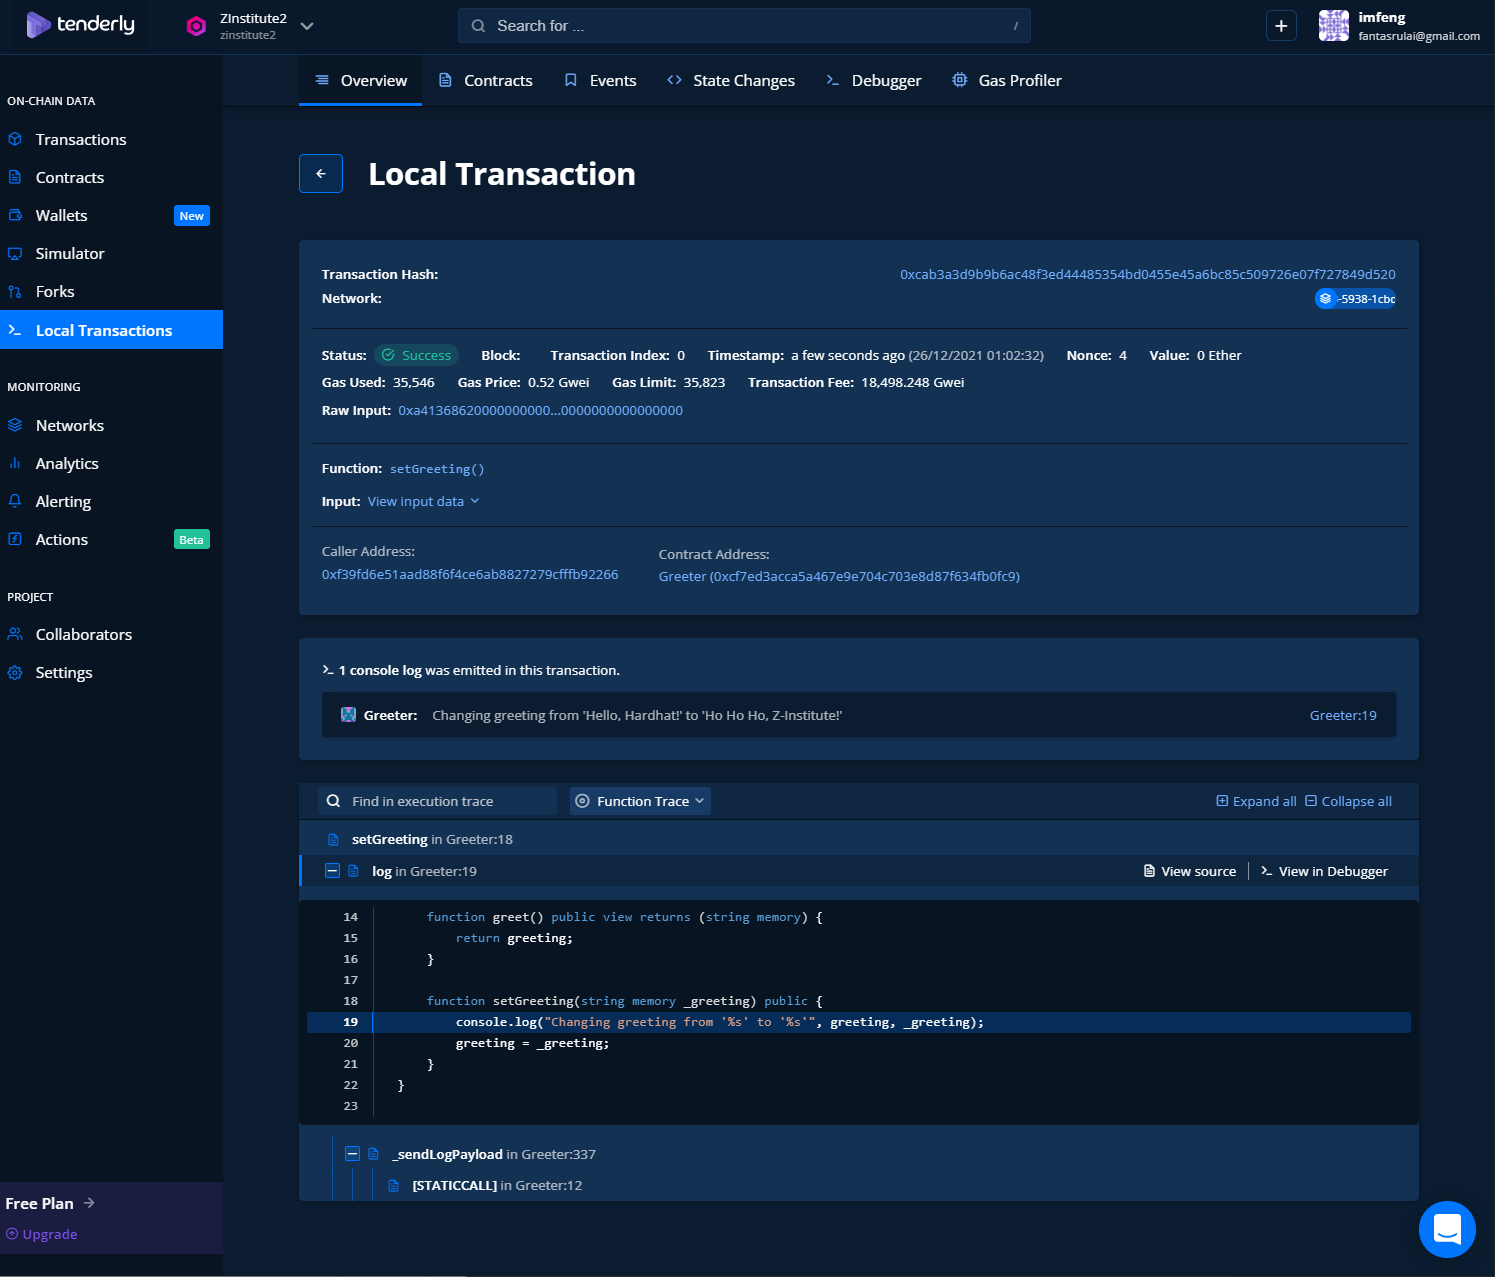 tenderly
ZInstitute2
zinstitute2
Search for ...
/
imfeng
fantasrulai@gmail.com
ON-CHAIN DATA
Transactions
Contracts
Wallets
New
Simulator
Forks
Local Transactions
MONITORING
Networks
Analytics
Alerting
Actions
Beta
PROJECT
Collaborators
Settings
Free Plan
Upgrade
Overview
Contracts
Events
State Changes
Debugger
Gas Profiler
Local Transaction
Transaction Hash: 0xcab3a3d9b9b6ac48f3ed44485354bd0455e45a6bc85c509726e07f727849d520
Network: -5938-1cbc
Status: Success Block: Transaction Index: 0 Timestamp: a few seconds ago (26/12/2021 01:02:32) Nonce: 4 Value: 0 Ether
Gas Used: 35,546 Gas Price: 0.52 Gwei Gas Limit: 35,823 Transaction Fee: 18,498.248 Gwei
Raw Input: 0xa41368620000000000...0000000000000000
Function: setGreeting()
Input: View input data
Caller Address:
0xf39fd6e51aad88f6f4ce6ab8827279cfffb92266
Contract Address:
Greeter (0xcf7ed3acca5a467e9e704c703e8d87f634fb0fc9)
1 console log was emitted in this transaction.
Greeter: Changing greeting from 'Hello, Hardhat!' to 'Ho Ho Ho, Z-Institute!' Greeter:19
Find in execution trace
Function Trace
Expand all
Collapse all
setGreeting in Greeter:18
log in Greeter:19
View source
View in Debugger
14 function greet() public view returns (string memory) {
15 return greeting;
16 }
17
18 function setGreeting(string memory _greeting) public {
19 console.log("Changing greeting from '%s' to '%s'", greeting, _greeting);
20 greeting = _greeting;
21 }
22 }
23
_sendLogPayload in Greeter:337
[STATICCALL] in Greeter:12